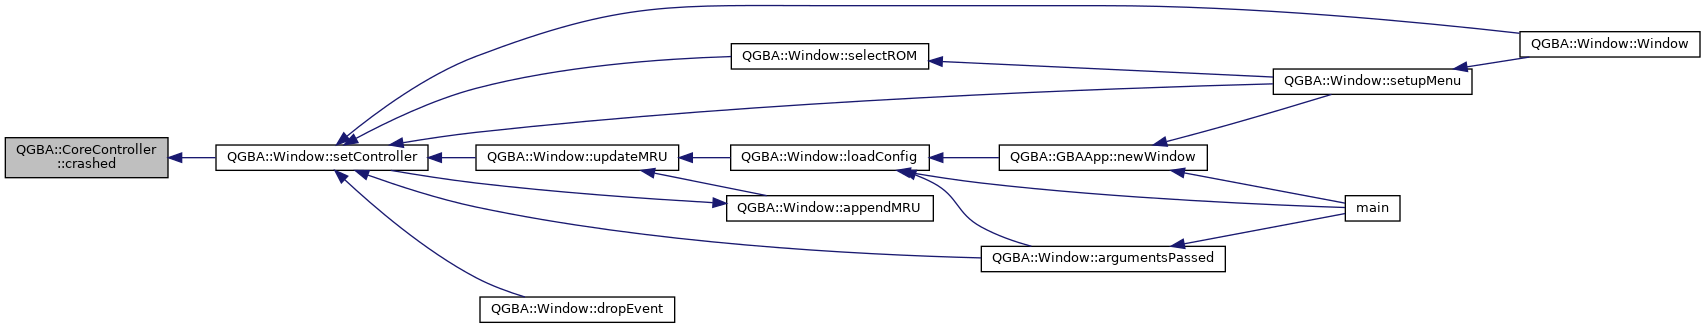 QGBA::CoreController
::crashed
QGBA::Window::setController
QGBA::Window::selectROM
QGBA::Window::updateMRU
QGBA::Window::appendMRU
QGBA::Window::dropEvent
QGBA::Window::loadConfig
QGBA::Window::argumentsPassed
QGBA::GBAApp::newWindow
QGBA::Window::setupMenu
main
QGBA::Window::Window